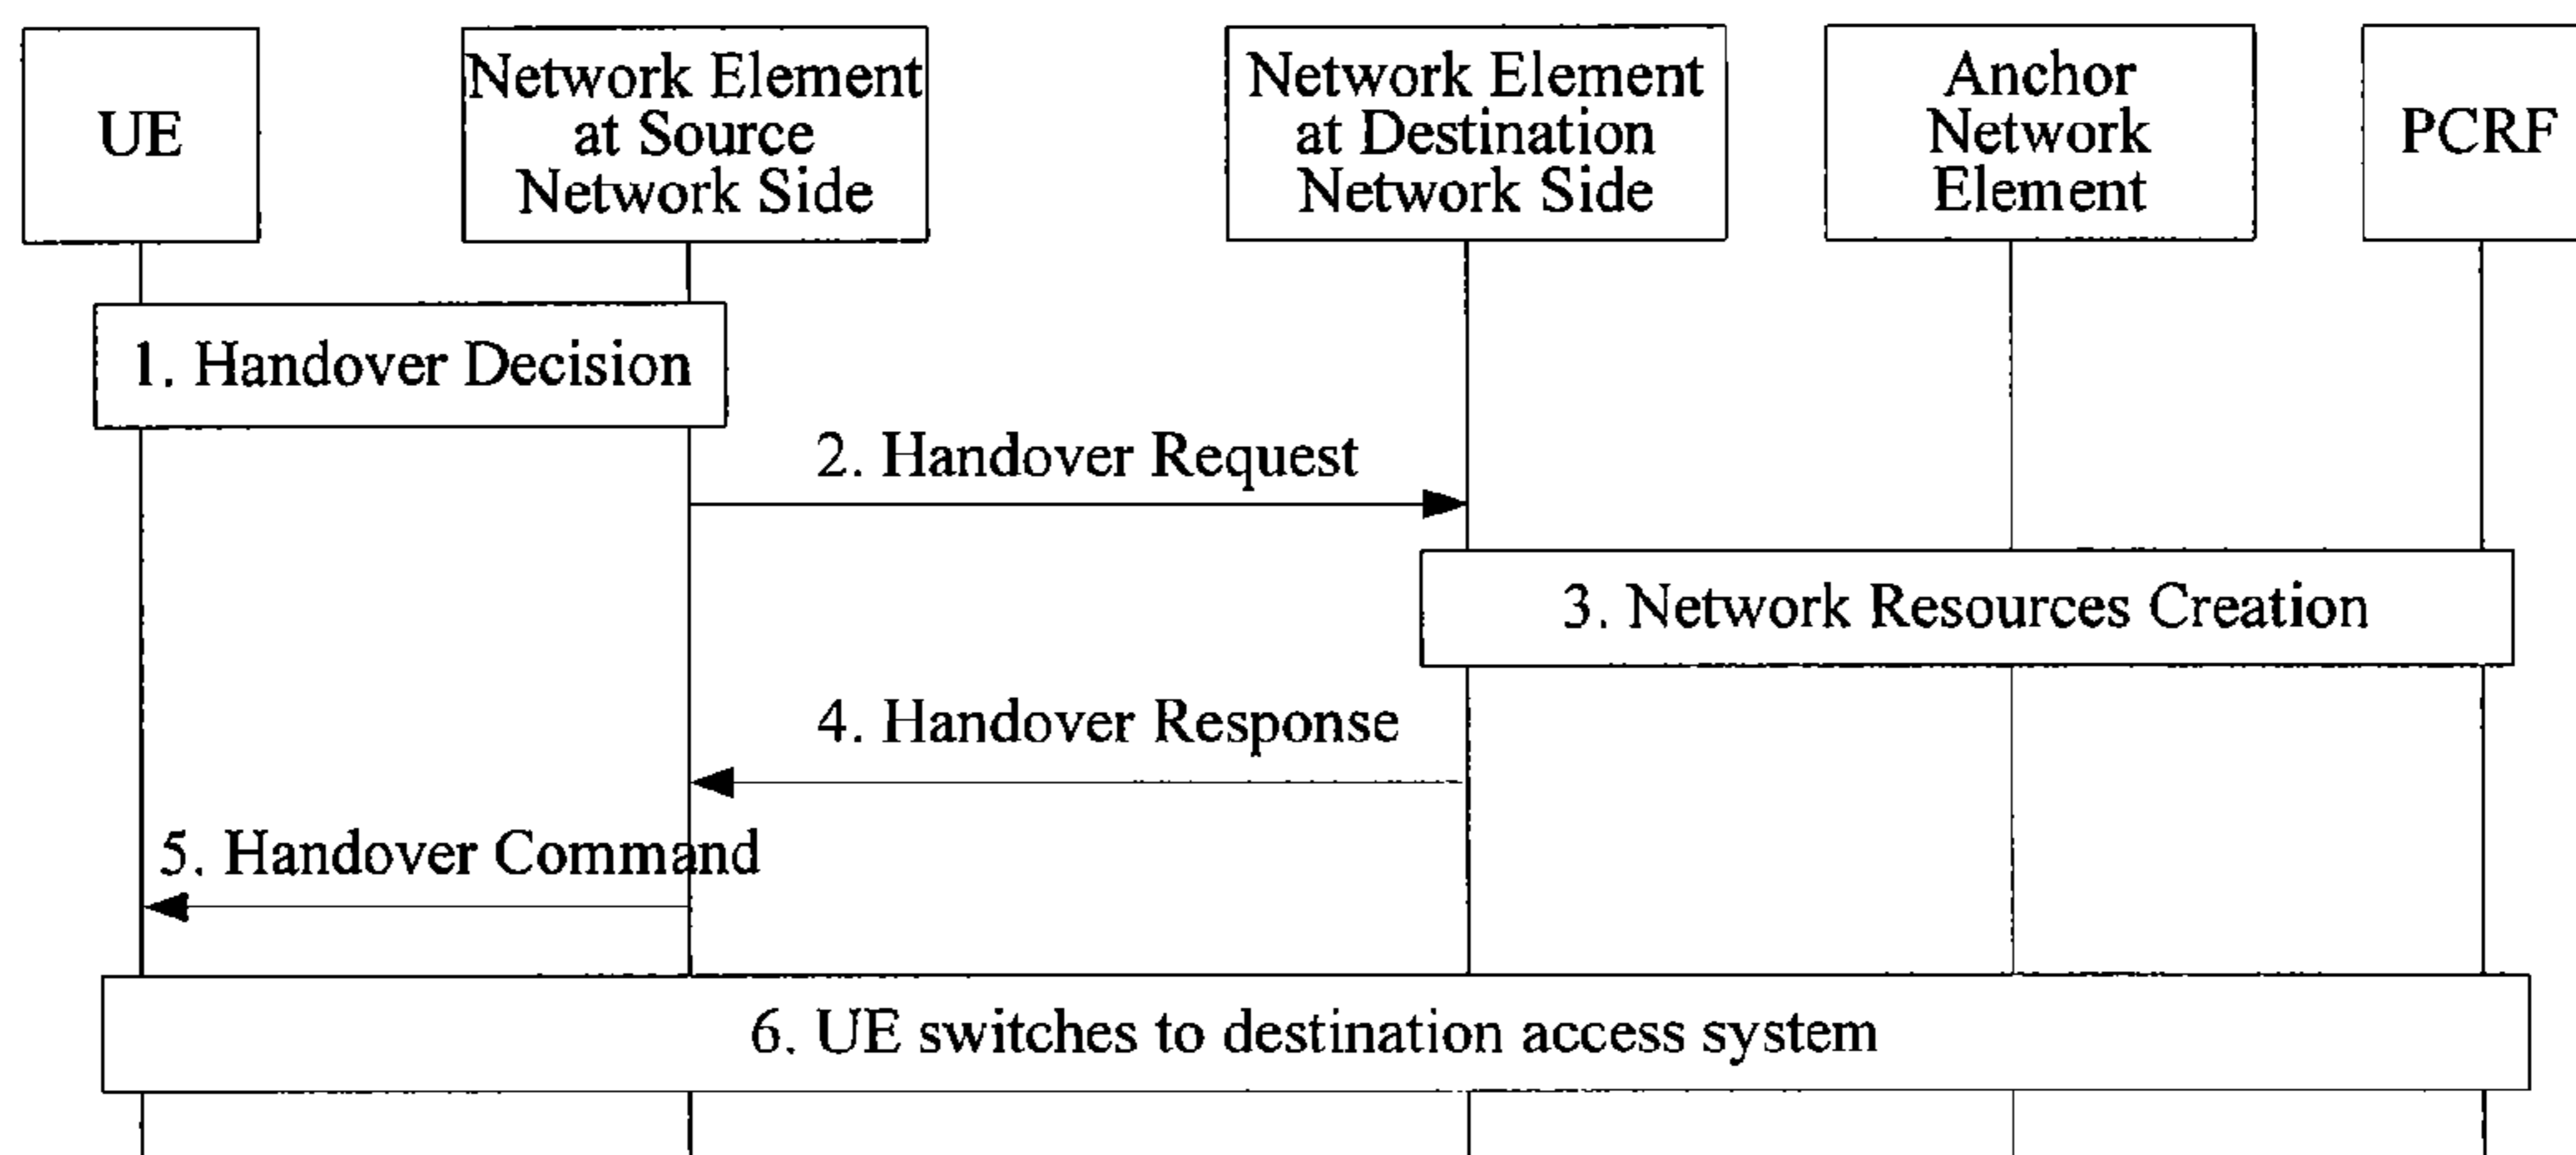 UE
Network Element
at Source
Network Side
Network Element
at Destination
Network Side
Anchor
Network
Element
PCRF
1. Handover Decision
2. Handover Request
3. Network Resources Creation
4. Handover Response
5. Handover Command
6. UE switches to destination access system